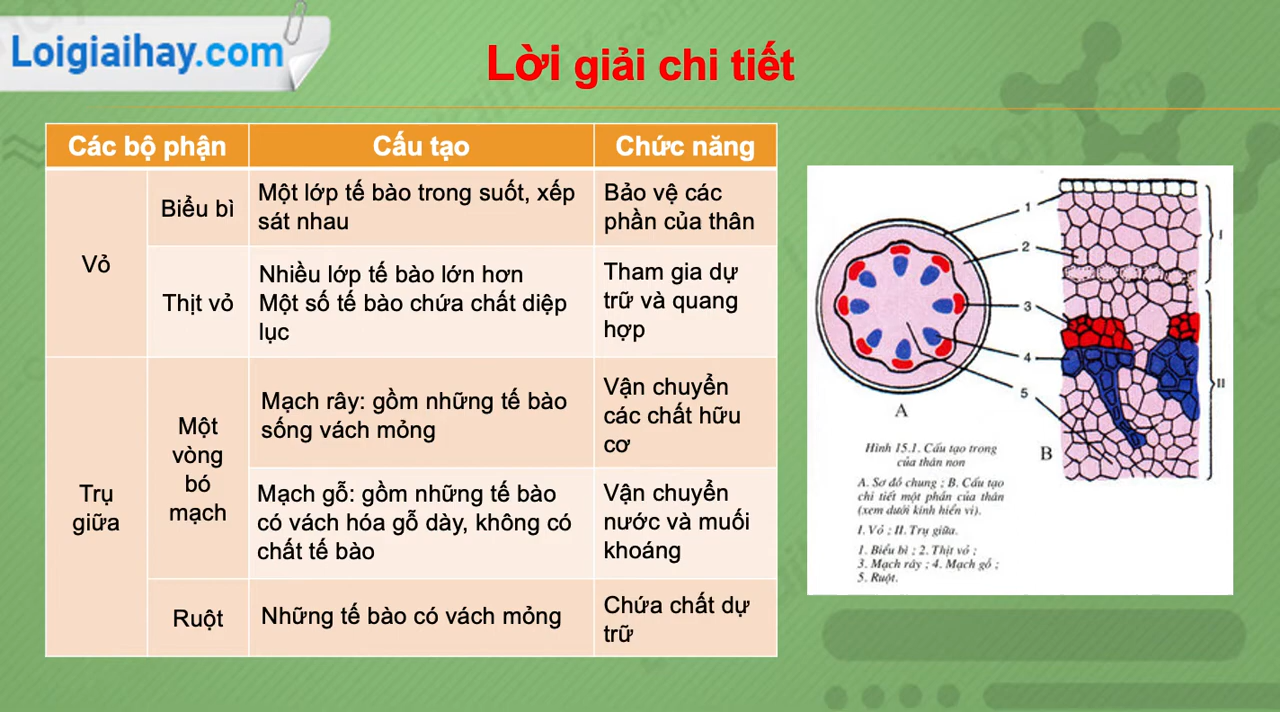 Loigiaihay.com
Lời giải chi tiết
Các bộ phận
Cấu tạo
Chức năng
Vỏ
Biểu bì
Một lớp tế bào trong suốt, xếp
sát nhau
Bảo vệ các
phần của thân
Thịt vỏ
Nhiều lớp tế bào lớn hơn
Một số tế bào chứa chất diệp
lục
Tham gia dự
trữ và quang
hợp
Trụ
giữa
Một
vòng
bó
mạch
Mạch rây: gồm những tế bào
sống vách mỏng
Vận chuyển
các chất hữu
cơ
Mạch gỗ: gồm những tế bào
có vách hóa gỗ dày, không có
chất tế bào
Vận chuyển
nước và muối
khoáng
Ruột
Những tế bào có vách mỏng
Chứa chất dự
trữ
1
2
3
4
5
I
II
A
B
Hình 15.1. Cấu tạo trong
của thân non
A. Sơ đồ chung ; B. Cấu tạo
chi tiết một phần của thân
(xem dưới kính hiển vi).
I. Vỏ ; II. Trụ giữa.
1. Biểu bì ; 2. Thịt vỏ ;
3. Mạch rây ; 4. Mạch gỗ ;
5. Ruột.